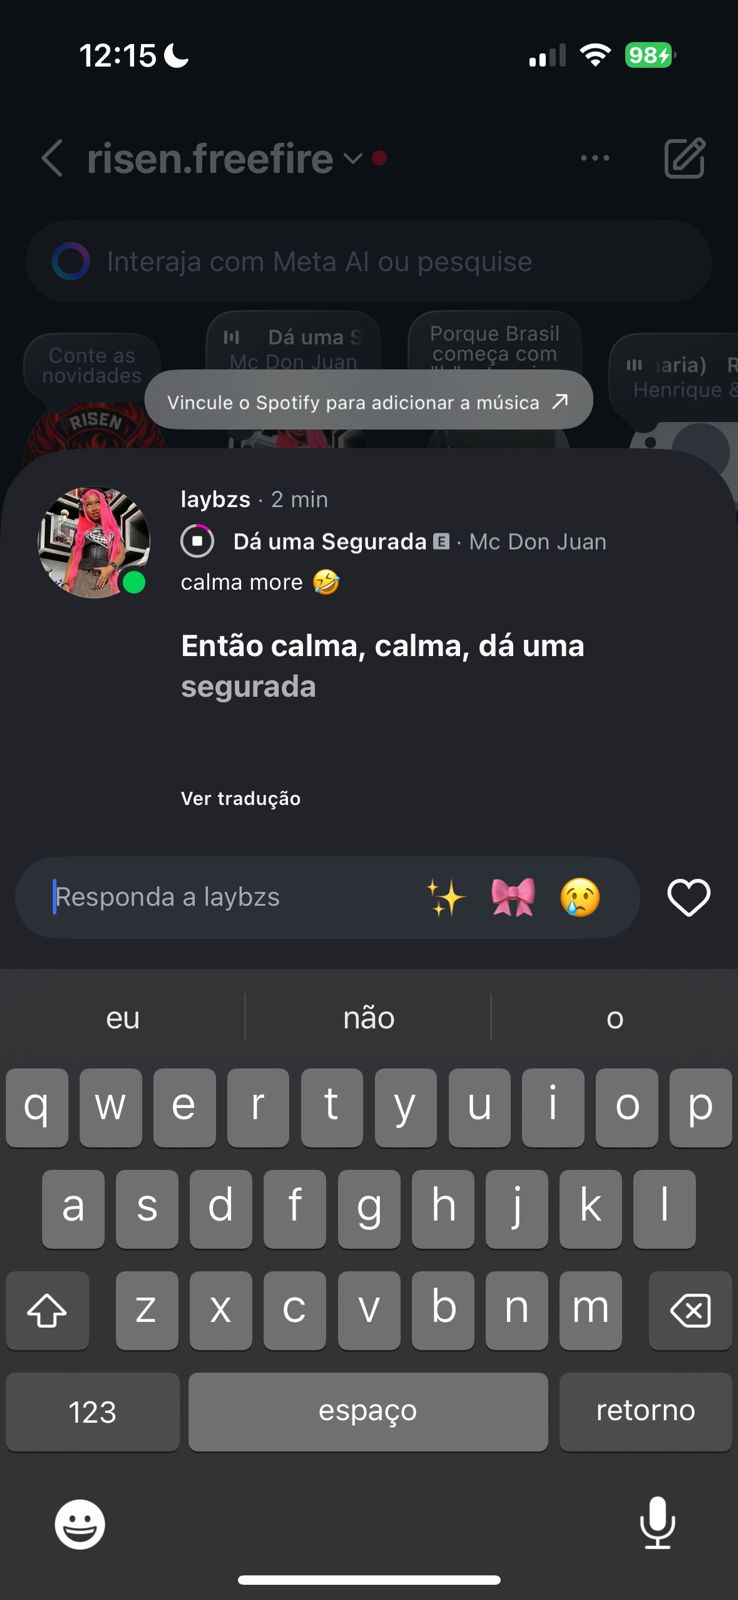 12:15
98
risen.freefire
Interaja com Meta AI ou pesquise
Conte as
novidades
Dá uma S
Mc Don Juan
Porque Brasil
começa com
aria) R
Henrique &
RISEN
Vincule o Spotify para adicionar a música
laybzs · 2 min
Dá uma Segurada E · Mc Don Juan
calma more 🤣
Então calma, calma, dá uma
segurada
Ver tradução
Responda a laybzs ✨ 🎀 😢
eu não o
q w e r t y u i o p
a s d f g h j k l
z x c v b n m
123 espaço retorno